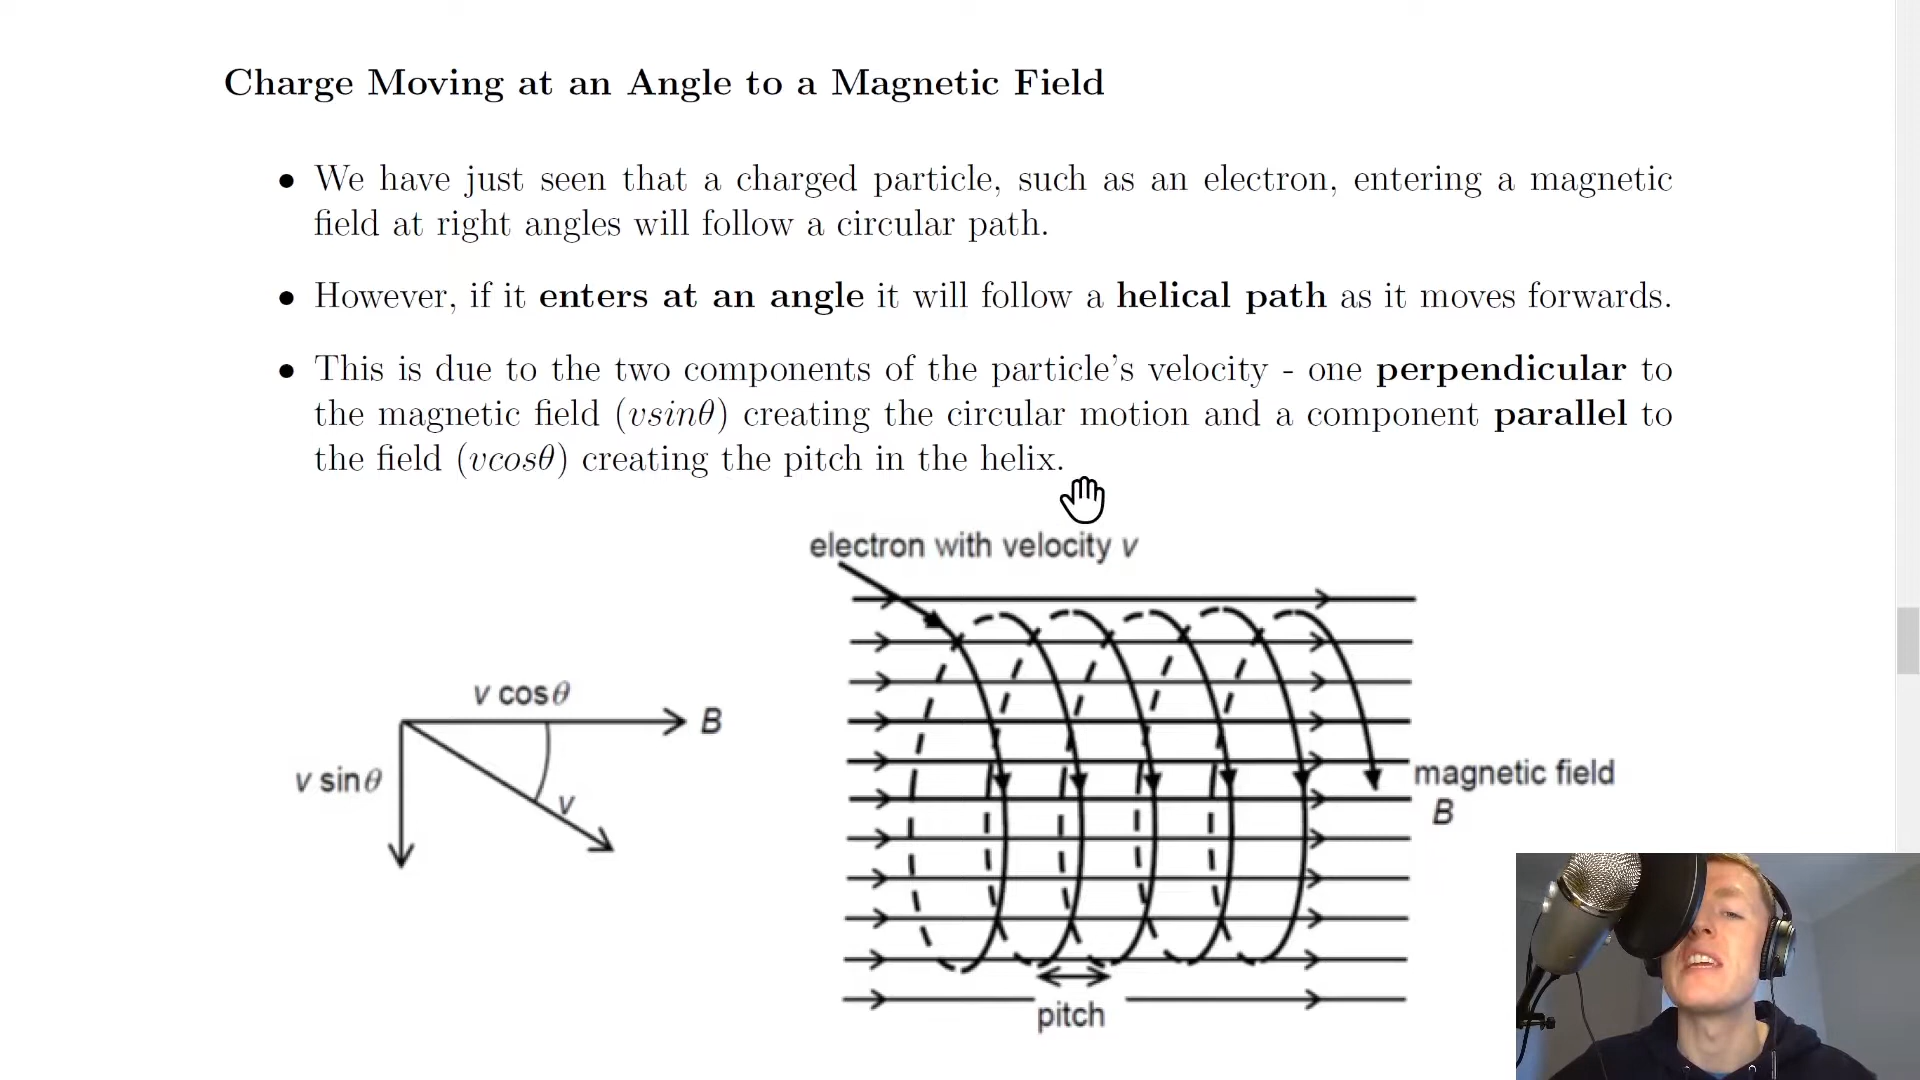 Charge Moving at an Angle to a Magnetic Field
• We have just seen that a charged particle, such as an electron, entering a magnetic
field at right angles will follow a circular path.
• However, if it enters at an angle it will follow a helical path as it moves forwards.
• This is due to the two components of the particle's velocity - one perpendicular to
the magnetic field (vsinθ) creating the circular motion and a component parallel to
the field (vcosθ) creating the pitch in the helix.
electron with velocity v
v cosθ
B
v sinθ
v
magnetic field
B
pitch